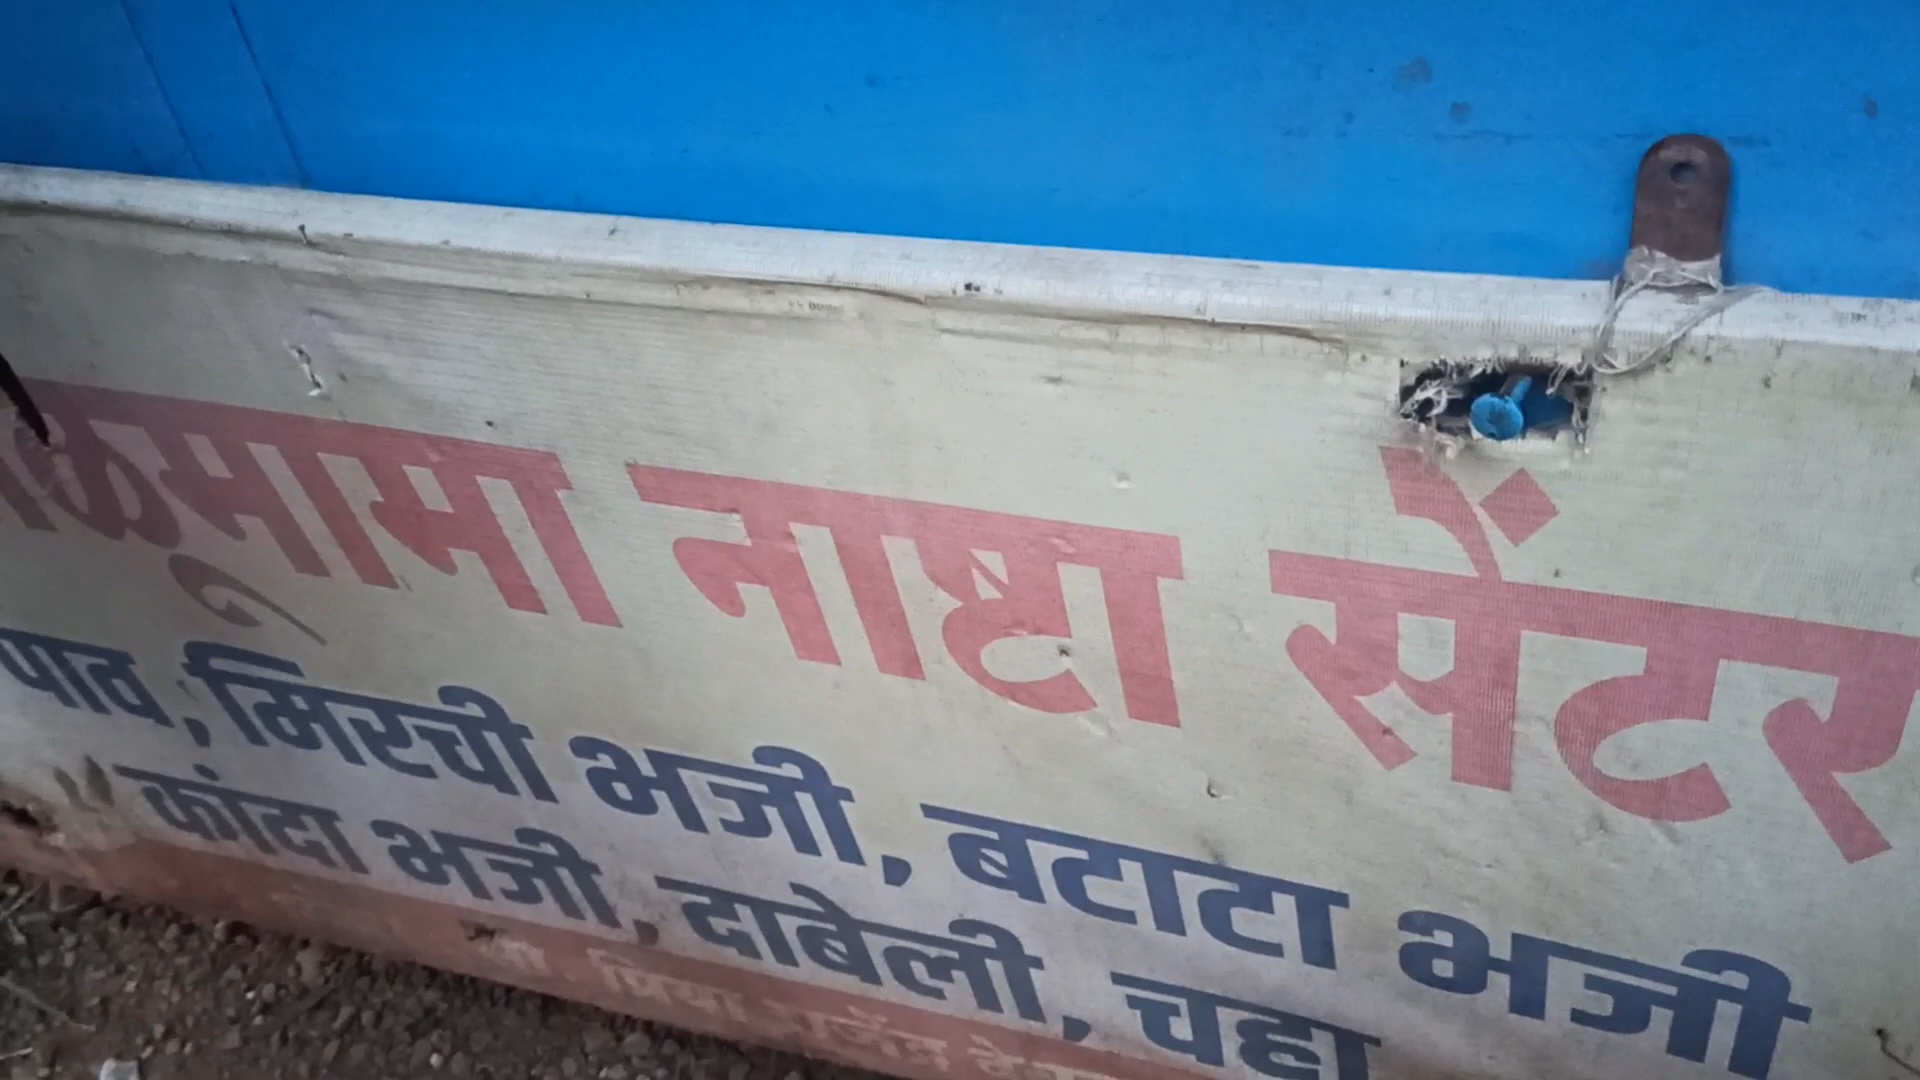 नाष्टा सेंटर
पाव, मिरची भजी, बटाटा भजी
कांदा भजी, दाबेली, चहा